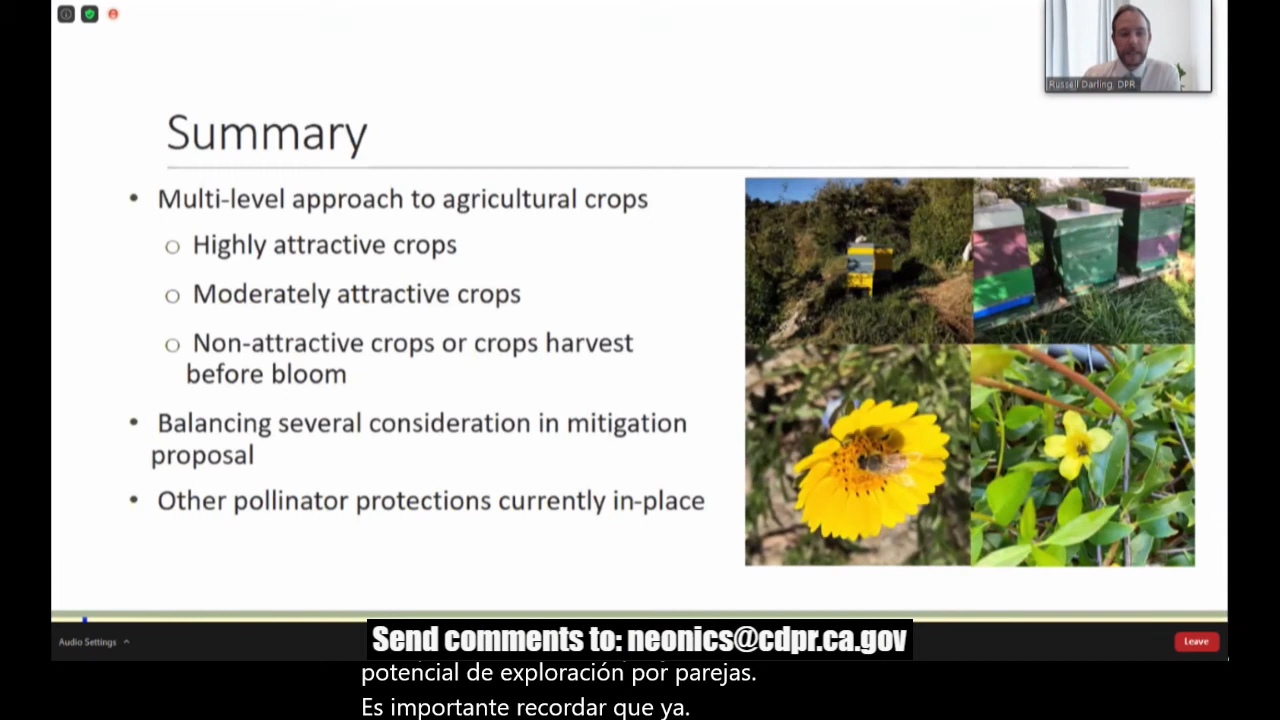 Russell Darling, DPR
Summary
• Multi-level approach to agricultural crops
o Highly attractive crops
o Moderately attractive crops
o Non-attractive crops or crops harvest
before bloom
• Balancing several consideration in mitigation
proposal
• Other pollinator protections currently in-place
Audio Settings
Send comments to: neonics@cdpr.ca.gov
Leave
potencial de exploración por parejas.
Es importante recordar que ya.